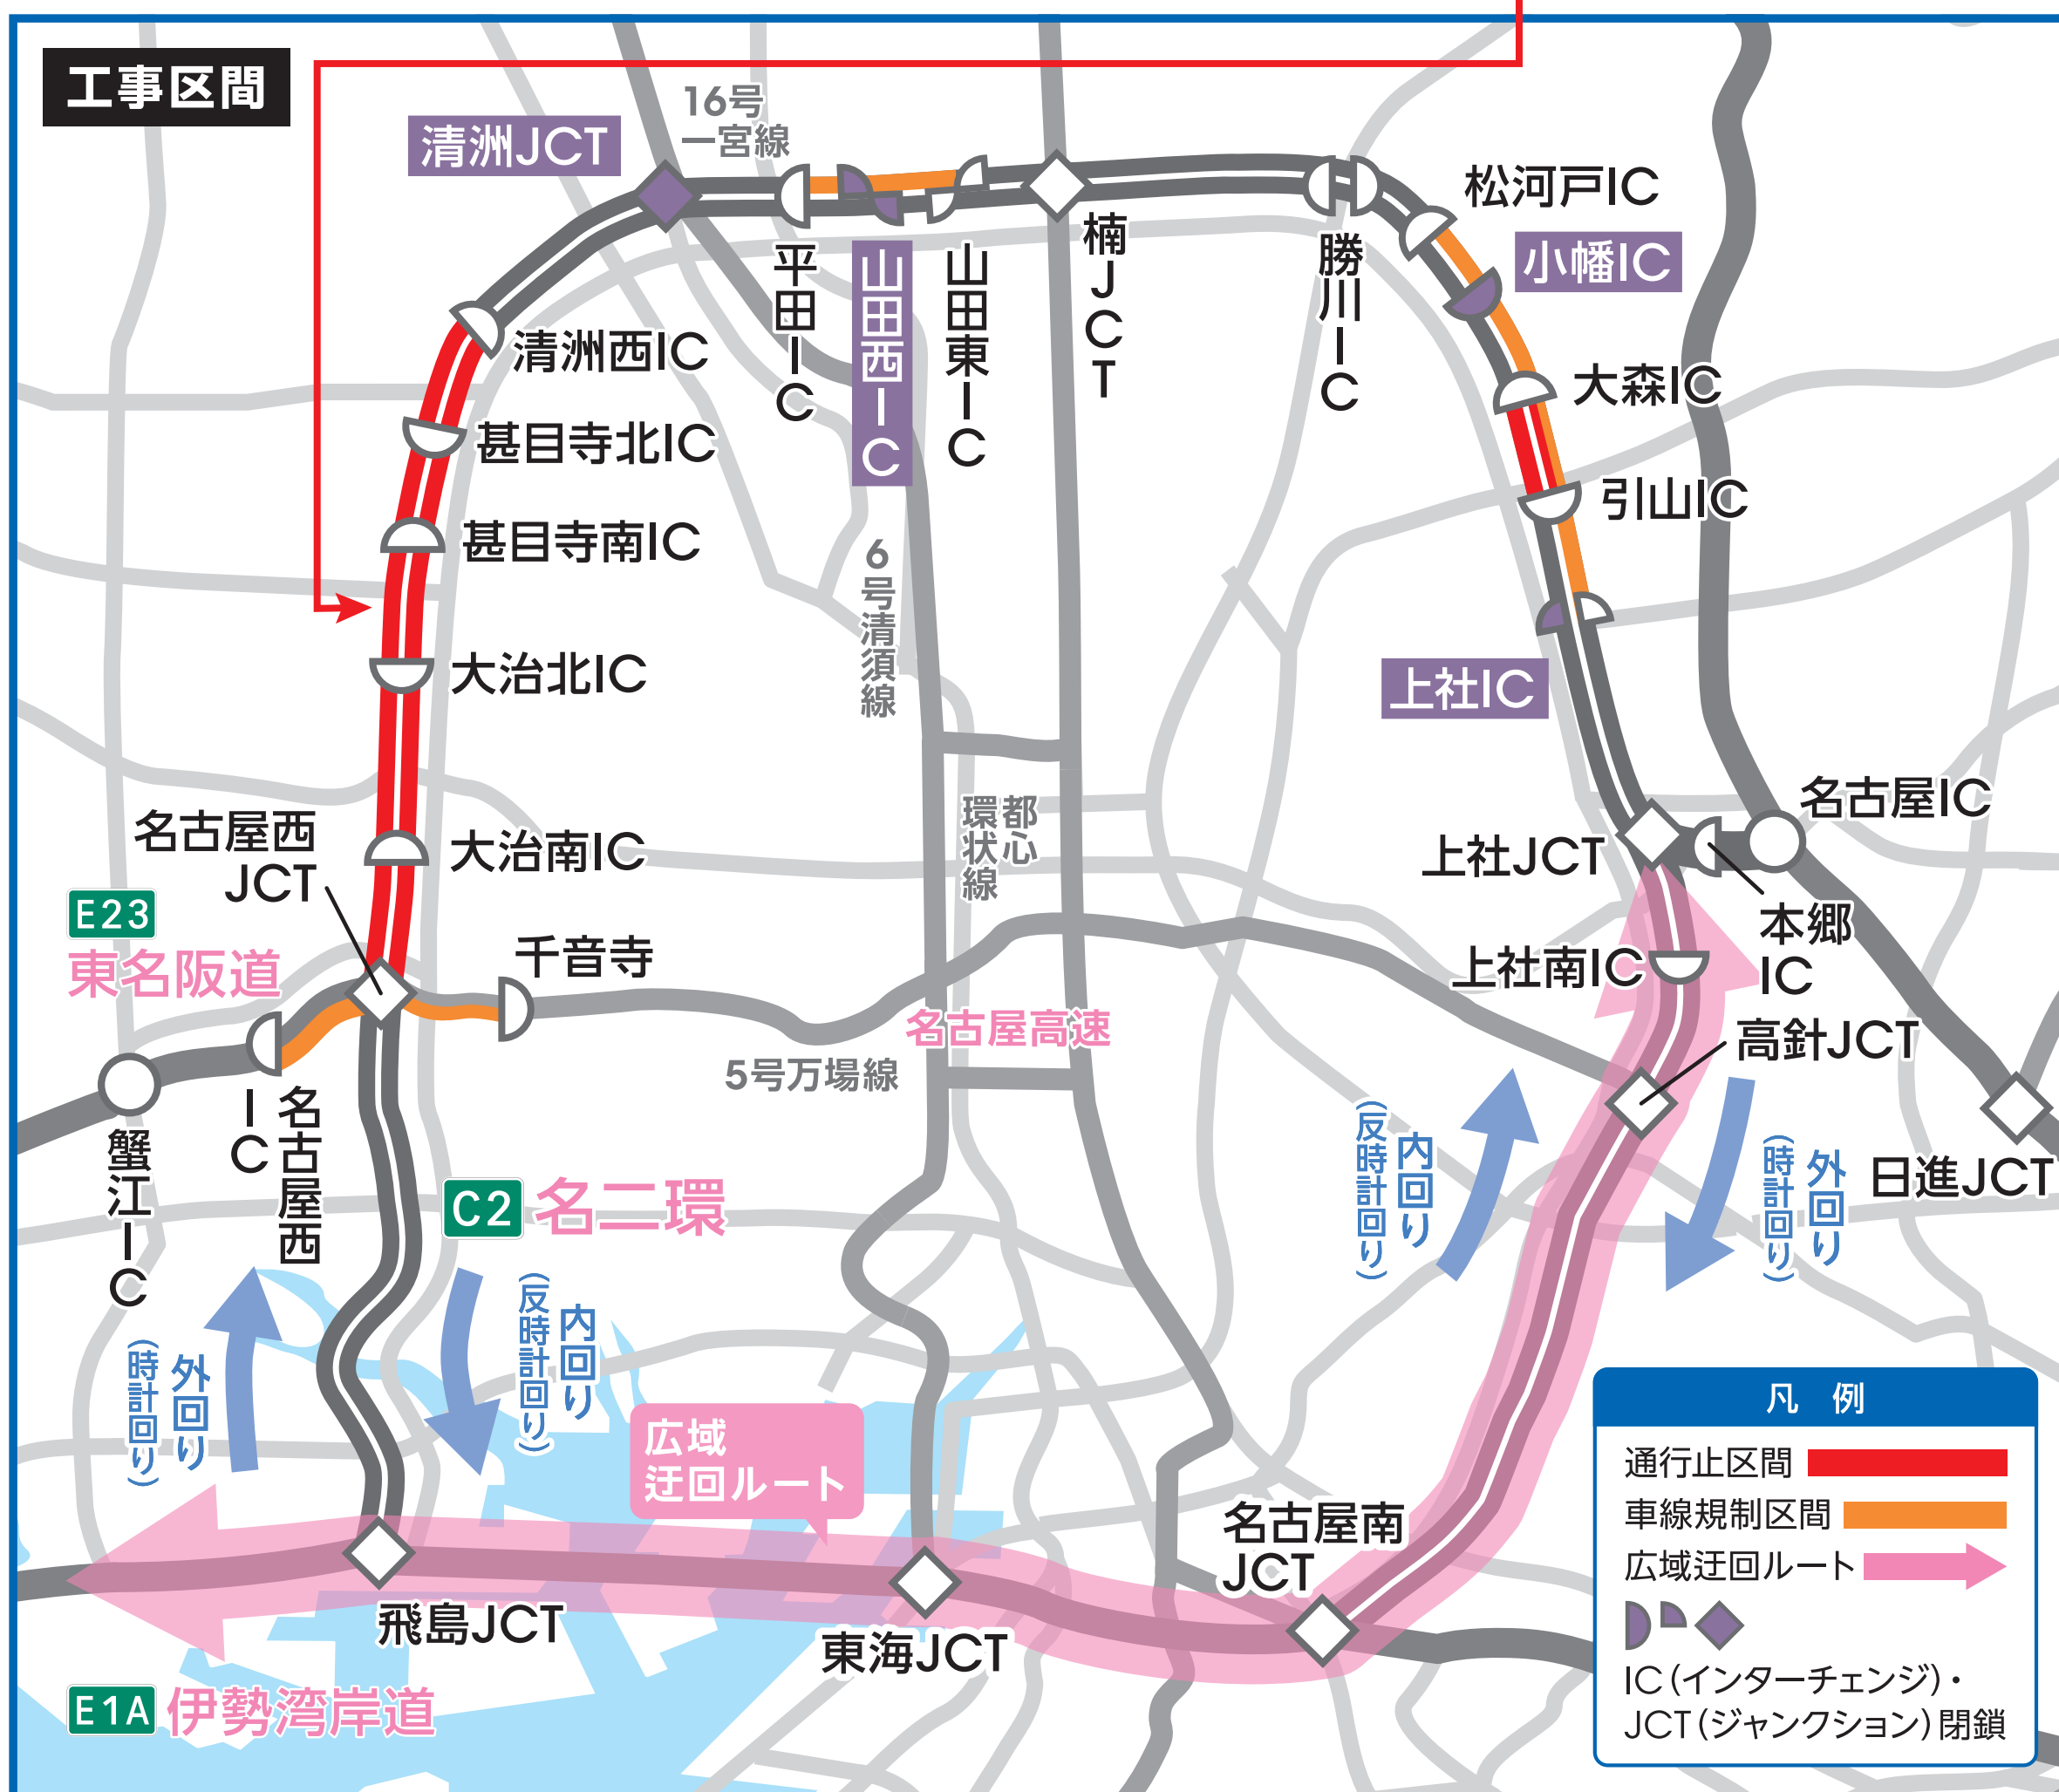 工事区間
清洲JCT
16号
一宮線
松河戸IC
小幡IC
平田IC
山田西IC
山田東IC
楠JCT
勝川IC
清洲西IC
大森IC
甚目寺北IC
引山IC
甚目寺南IC
6号清須線
大治北IC
上社IC
名古屋西
JCT
大治南IC
都心
環状線
名古屋IC
上社JCT
本郷
IC
E23
東名阪道
千音寺
上社南IC
名古屋高速
高針JCT
5号万場線
名古屋西
IC
蟹江IC
C2 名二環
内回り
(反時計回り)
外回り
(時計回り)
日進JCT
外回り
(時計回り)
内回り
(反時計回り)
広域
迂回ルート
名古屋南
JCT
飛島JCT
東海JCT
E1A 伊勢湾岸道
凡 例
通行止区間
車線規制区間
広域迂回ルート
IC(インターチェンジ)・
JCT(ジャンクション)閉鎖